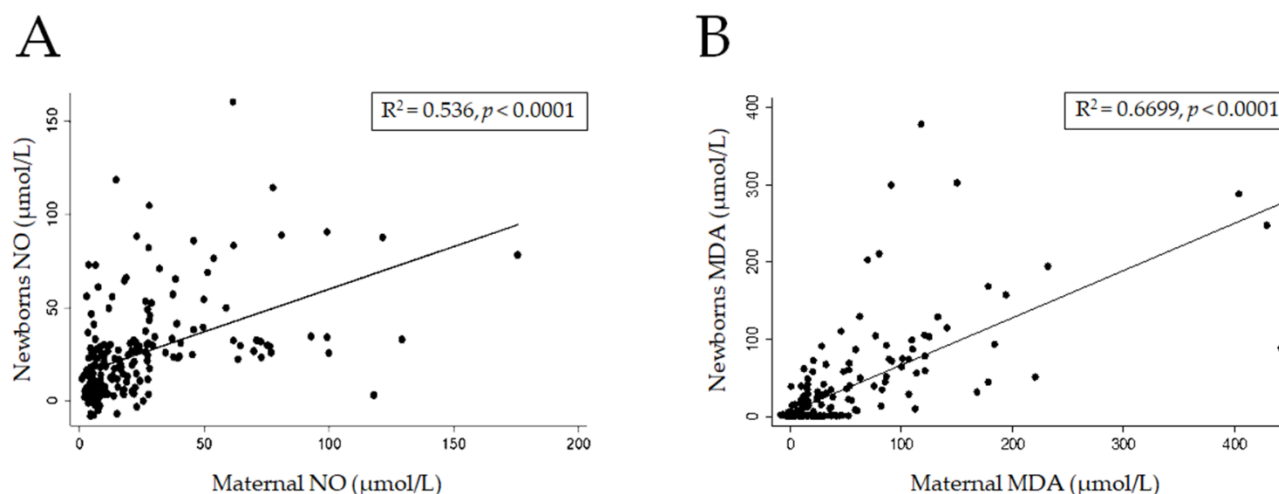 A
B
R² = 0.536, p < 0.0001
R² = 0.6699, p < 0.0001
Newborns NO (µmol/L)
150
100
50
0
0 50 100 150 200
Maternal NO (µmol/L)
Newborns MDA (µmol/L)
400
300
200
100
0
0 100 200 300 400
Maternal MDA (µmol/L)